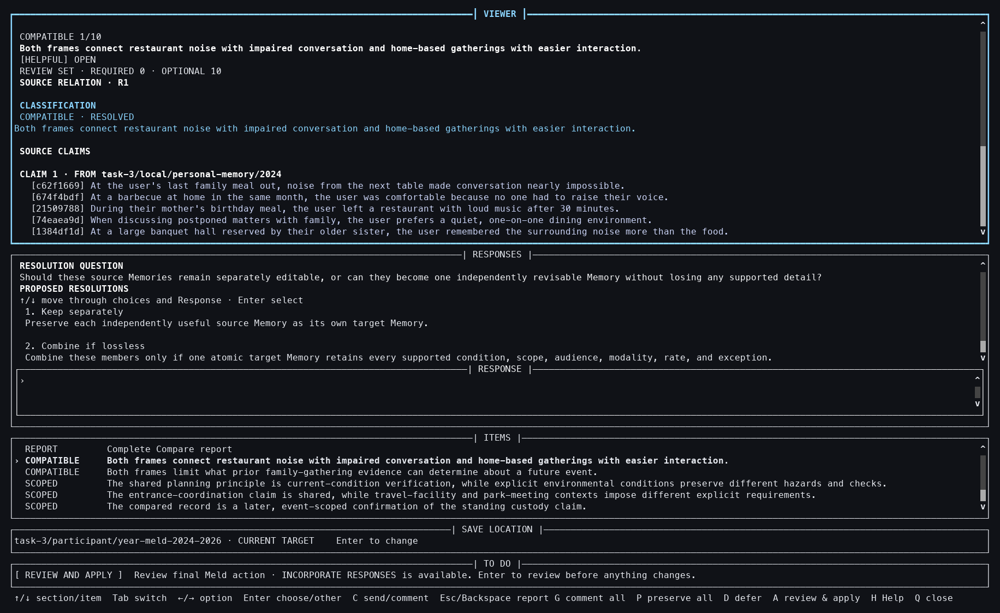 VIEWER
^
COMPATIBLE 1/10
Both frames connect restaurant noise with impaired conversation and home-based gatherings with easier interaction.
[HELPFUL] OPEN
REVIEW SET · REQUIRED 0 · OPTIONAL 10
SOURCE RELATION · R1
CLASSIFICATION
COMPATIBLE · RESOLVED
Both frames connect restaurant noise with impaired conversation and home-based gatherings with easier interaction.
SOURCE CLAIMS
CLAIM 1 · FROM task-3/local/personal-memory/2024
[c62f1669] At the user's last family meal out, noise from the next table made conversation nearly impossible.
[674f4bdf] At a barbecue at home in the same month, the user was comfortable because no one had to raise their voice.
[21509788] During their mother's birthday meal, the user left a restaurant with loud music after 30 minutes.
[74eaea9d] When discussing postponed matters with family, the user prefers a quiet, one-on-one dining environment.
[1384df1d] At a large banquet hall reserved by their older sister, the user remembered the surrounding noise more than the food. v
RESPONSES
RESOLUTION QUESTION ^
Should these source Memories remain separately editable, or can they become one independently revisable Memory without losing any supported detail?
PROPOSED RESOLUTIONS
↑/↓ move through choices and Response · Enter select
1. Keep separately
Preserve each independently useful source Memory as its own target Memory.
2. Combine if lossless
Combine these members only if one atomic target Memory retains every supported condition, scope, audience, modality, rate, and exception. v
RESPONSE
› ^
v
ITEMS
REPORT Complete Compare report ^
› COMPATIBLE Both frames connect restaurant noise with impaired conversation and home-based gatherings with easier interaction.
COMPATIBLE Both frames limit what prior family-gathering evidence can determine about a future event.
SCOPED The shared planning principle is current-condition verification, while explicit environmental conditions preserve different hazards and checks.
SCOPED The entrance-coordination claim is shared, while travel-facility and park-meeting contexts impose different explicit requirements.
SCOPED The compared record is a later, event-scoped confirmation of the standing custody claim. v
SAVE LOCATION
task-3/participant/year-meld-2024-2026 · CURRENT TARGET Enter to change
TO DO
[ REVIEW AND APPLY ] Review final Meld action · INCORPORATE RESPONSES is available. Enter to review before anything changes.
↑/↓ section/item Tab switch ←/→ option Enter choose/other C send/comment Esc/Backspace report G comment all P preserve all D defer A review & apply H Help Q close